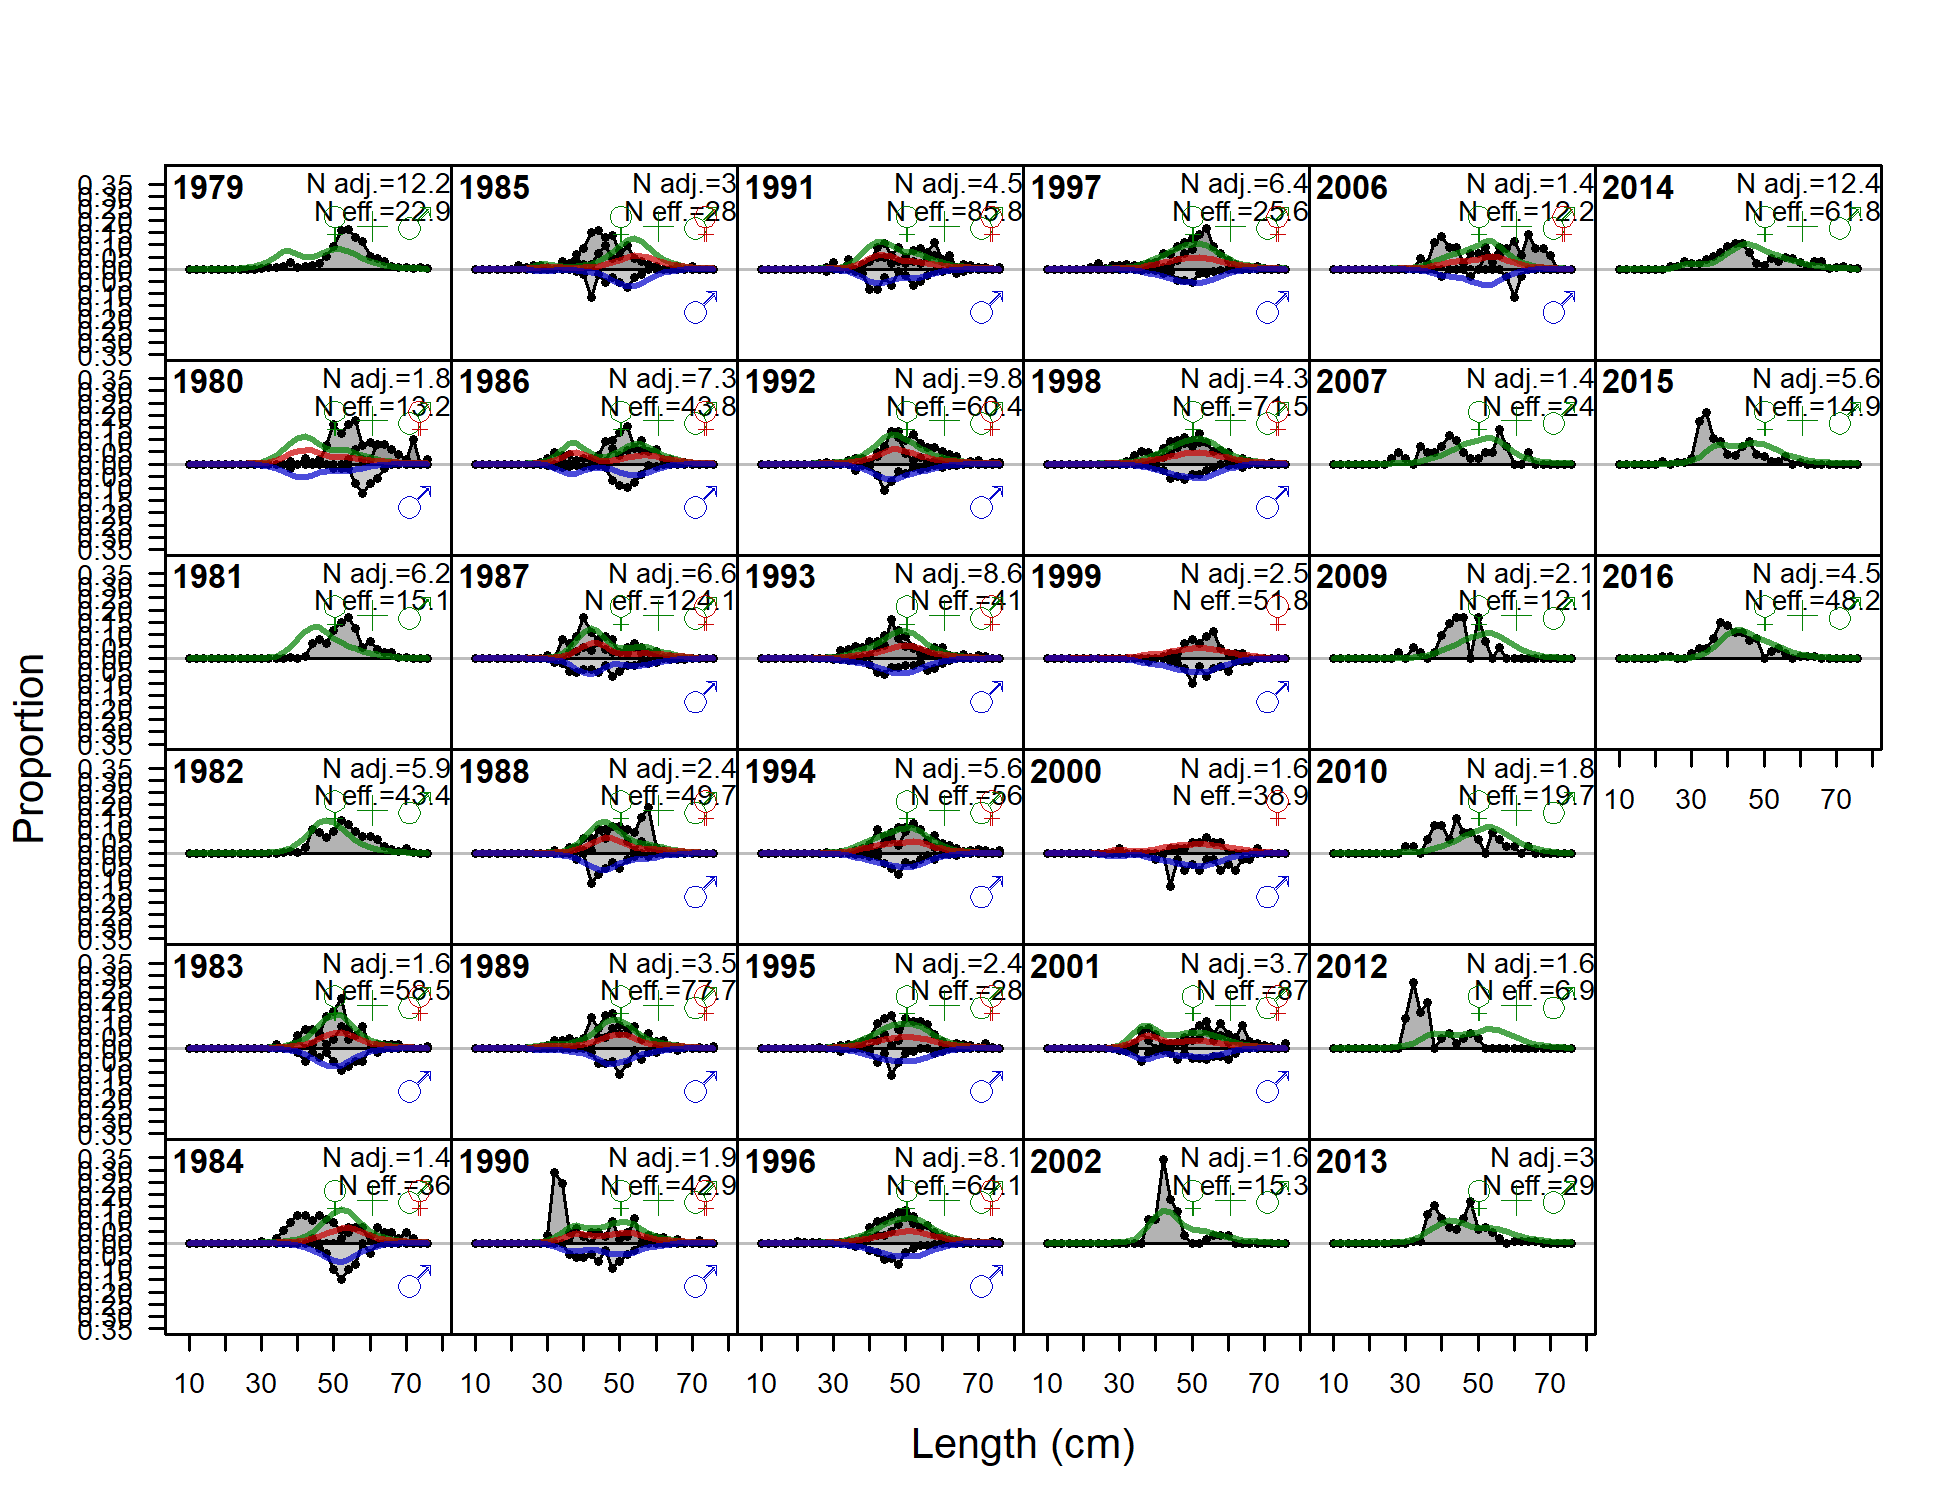 1979
N adj.=12.2
N eff.=22.9
1985
N adj.=3
N eff.=28
1991
N adj.=4.5
N eff.=85.8
1997
N adj.=6.4
N eff.=25.6
2006
N adj.=1.4
N eff.=12.2
2014
N adj.=12.4
N eff.=61.8
1980
N adj.=1.8
N eff.=13.2
1986
N adj.=7.3
N eff.=43.8
1992
N adj.=9.8
N eff.=60.4
1998
N adj.=4.3
N eff.=71.5
2007
N adj.=1.4
N eff.=24
2015
N adj.=5.6
N eff.=14.9
1981
N adj.=6.2
N eff.=15.1
1987
N adj.=6.6
N eff.=124.1
1993
N adj.=8.6
N eff.=41
1999
N adj.=2.5
N eff.=51.8
2009
N adj.=2.1
N eff.=12.1
2016
N adj.=4.5
N eff.=48.2
1982
N adj.=5.9
N eff.=43.4
1988
N adj.=2.4
N eff.=49.7
1994
N adj.=5.6
N eff.=56
2000
N adj.=1.6
N eff.=38.9
2010
N adj.=1.8
N eff.=19.7
10 30 50 70
1983
N adj.=1.6
N eff.=58.5
1989
N adj.=3.5
N eff.=77.7
1995
N adj.=2.4
N eff.=28
2001
N adj.=3.7
N eff.=87
2012
N adj.=1.6
N eff.=6.9
1984
N adj.=1.4
N eff.=36
1990
N adj.=1.9
N eff.=42.9
1996
N adj.=8.1
N eff.=64.1
2002
N adj.=1.6
N eff.=15.3
2013
N adj.=3
N eff.=29
10 30 50 70 10 30 50 70 10 30 50 70 10 30 50 70 10 30 50 70
Length (cm)
Proportion